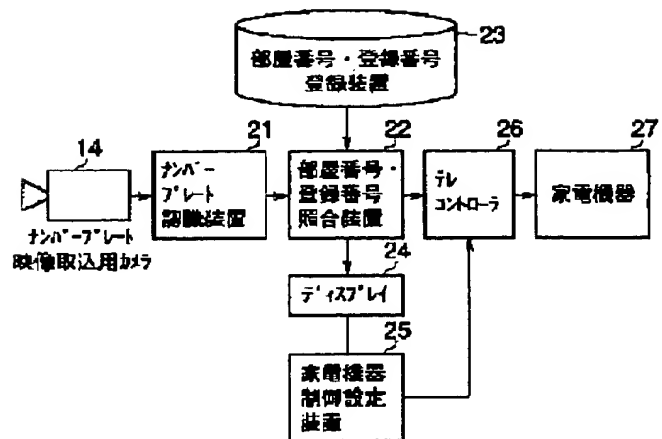 23
部屋番号・登録番号
登録装置
14
21
22
26
27
ナンバー
プレート
認識装置
部屋番号・
登録番号
照合装置
テレ
コントローラ
家電機器
ナンバープレート
映像取込用カメラ
24
ディスプレイ
25
家電機器
制御設定
装置